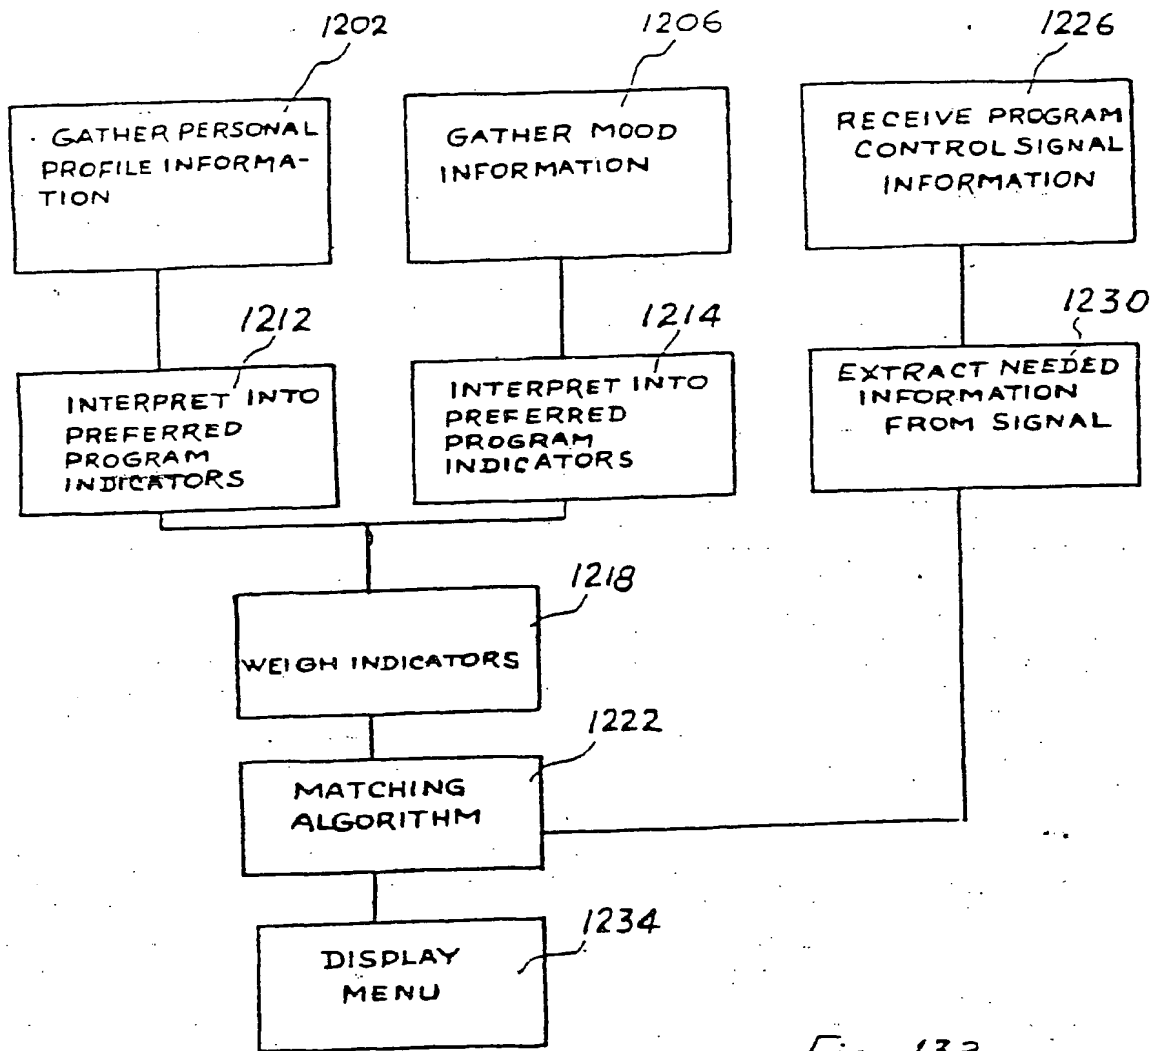 1202
1206
1226
GATHER PERSONAL
PROFILE INFORMA-
TION
GATHER MOOD
INFORMATION
RECEIVE PROGRAM
CONTROL SIGNAL
INFORMATION
1212
1214
1230
INTERPRET INTO
PREFERRED
PROGRAM
INDICATORS
INTERPRET INTO
PREFERRED
PROGRAM
INDICATORS
EXTRACT NEEDED
INFORMATION
FROM SIGNAL
1218
WEIGH INDICATORS
1222
MATCHING
ALGORITHM
1234
DISPLAY
MENU